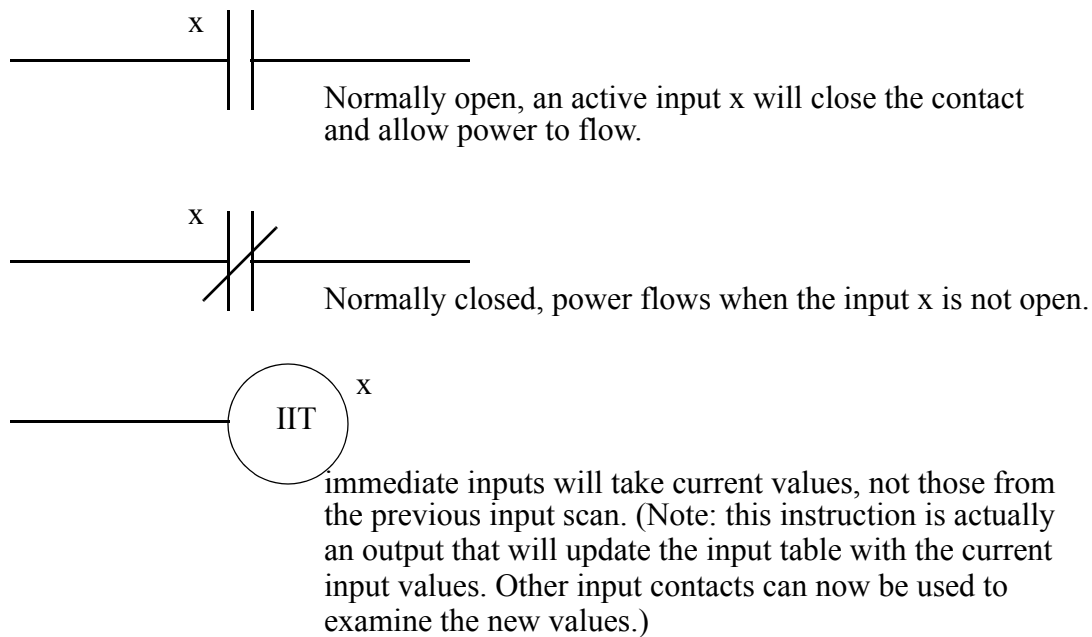 x
Normally open, an active input x will close the contact
and allow power to flow.
x
Normally closed, power flows when the input x is not open.
x
IIT
immediate inputs will take current values, not those from
the previous input scan. (Note: this instruction is actually
an output that will update the input table with the current
input values. Other input contacts can now be used to
examine the new values.)